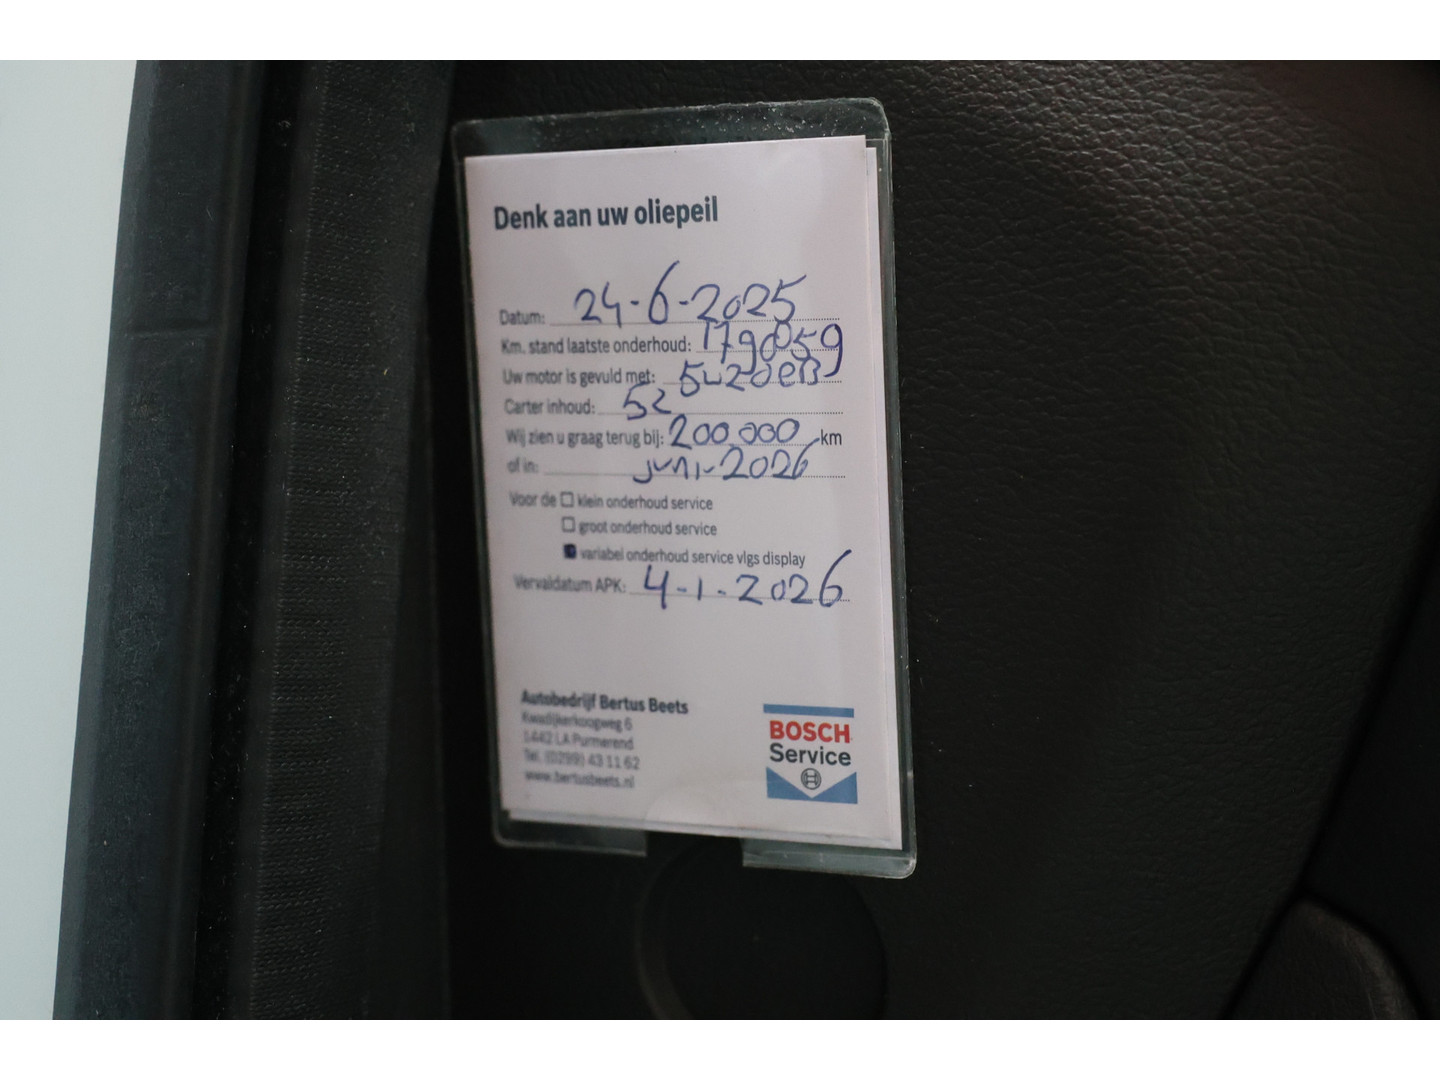 Denk aan uw oliepeil
Datum: 24-6-2025
Km. stand laatste onderhoud: 179059
Uw motor is gevuld met: 5w20
Carter inhoud:
Wij zien u graag terug bij: 200 000 km
of in: juni-2026
Voor de klein onderhoud service
groot onderhoud service
variabel onderhoud service vlgs display
Vervaldatum APK: 4-1-2026
Autobedrijf Bertus Beets
Kwadijkerkoogweg 6
1442 LA Purmerend
Tel. (0299) 43 11 62
www.bertusbeets.nl
BOSCH
Service